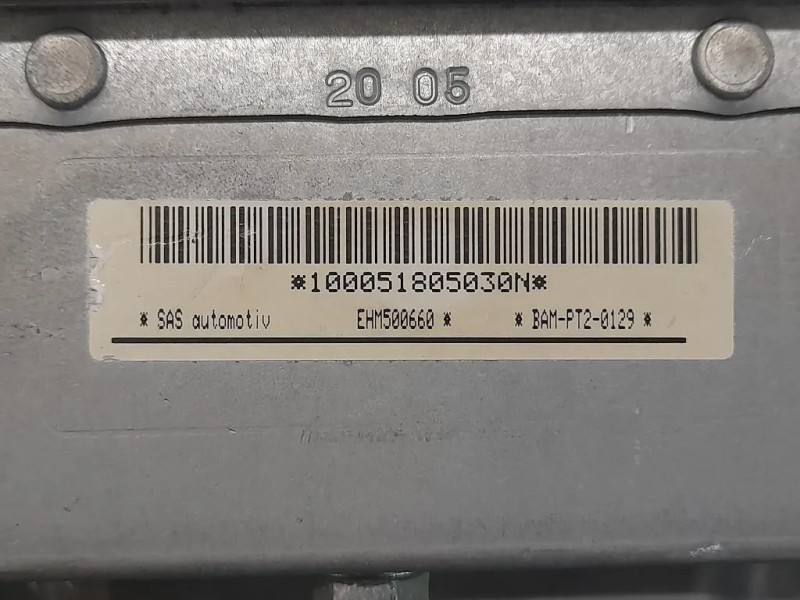 20 05
*100051805030N*
* SAS automotiv EHM500660 * * BAM-PT2-0129 *